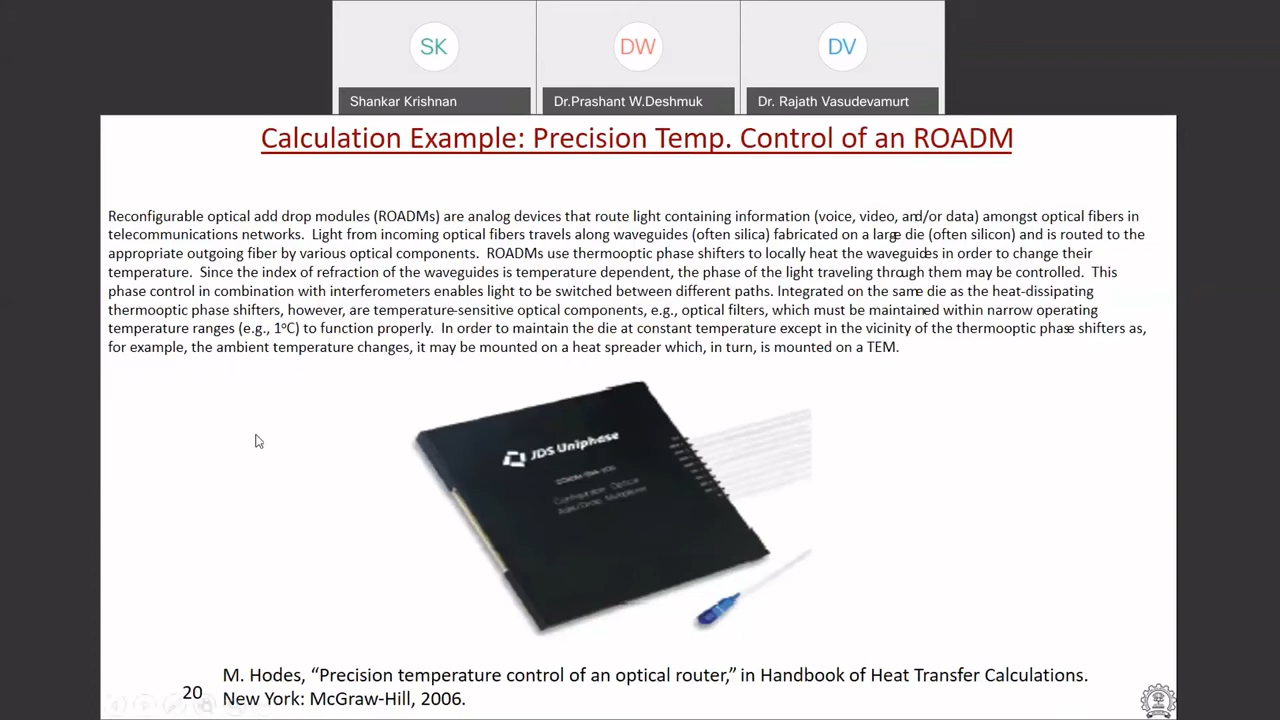 SK
DW
DV
Shankar Krishnan
Dr.Prashant W.Deshmuk
Dr. Rajath Vasudevamurt
Calculation Example: Precision Temp. Control of an ROADM
Reconfigurable optical add drop modules (ROADMs) are analog devices that route light containing information (voice, video, and/or data) amongst optical fibers in
telecommunications networks. Light from incoming optical fibers travels along waveguides (often silica) fabricated on a large die (often silicon) and is routed to the
appropriate outgoing fiber by various optical components. ROADMs use thermooptic phase shifters to locally heat the waveguides in order to change their
temperature. Since the index of refraction of the waveguides is temperature dependent, the phase of the light traveling through them may be controlled. This
phase control in combination with interferometers enables light to be switched between different paths. Integrated on the same die as the heat-dissipating
thermooptic phase shifters, however, are temperature-sensitive optical components, e.g., optical filters, which must be maintained within narrow operating
temperature ranges (e.g., 1°C) to function properly. In order to maintain the die at constant temperature except in the vicinity of the thermooptic phase shifters as,
for example, the ambient temperature changes, it may be mounted on a heat spreader which, in turn, is mounted on a TEM.
JDS Uniphase
Configurable Optical
Add/Drop Multiplexer
M. Hodes, “Precision temperature control of an optical router,” in Handbook of Heat Transfer Calculations.
20
New York: McGraw-Hill, 2006.